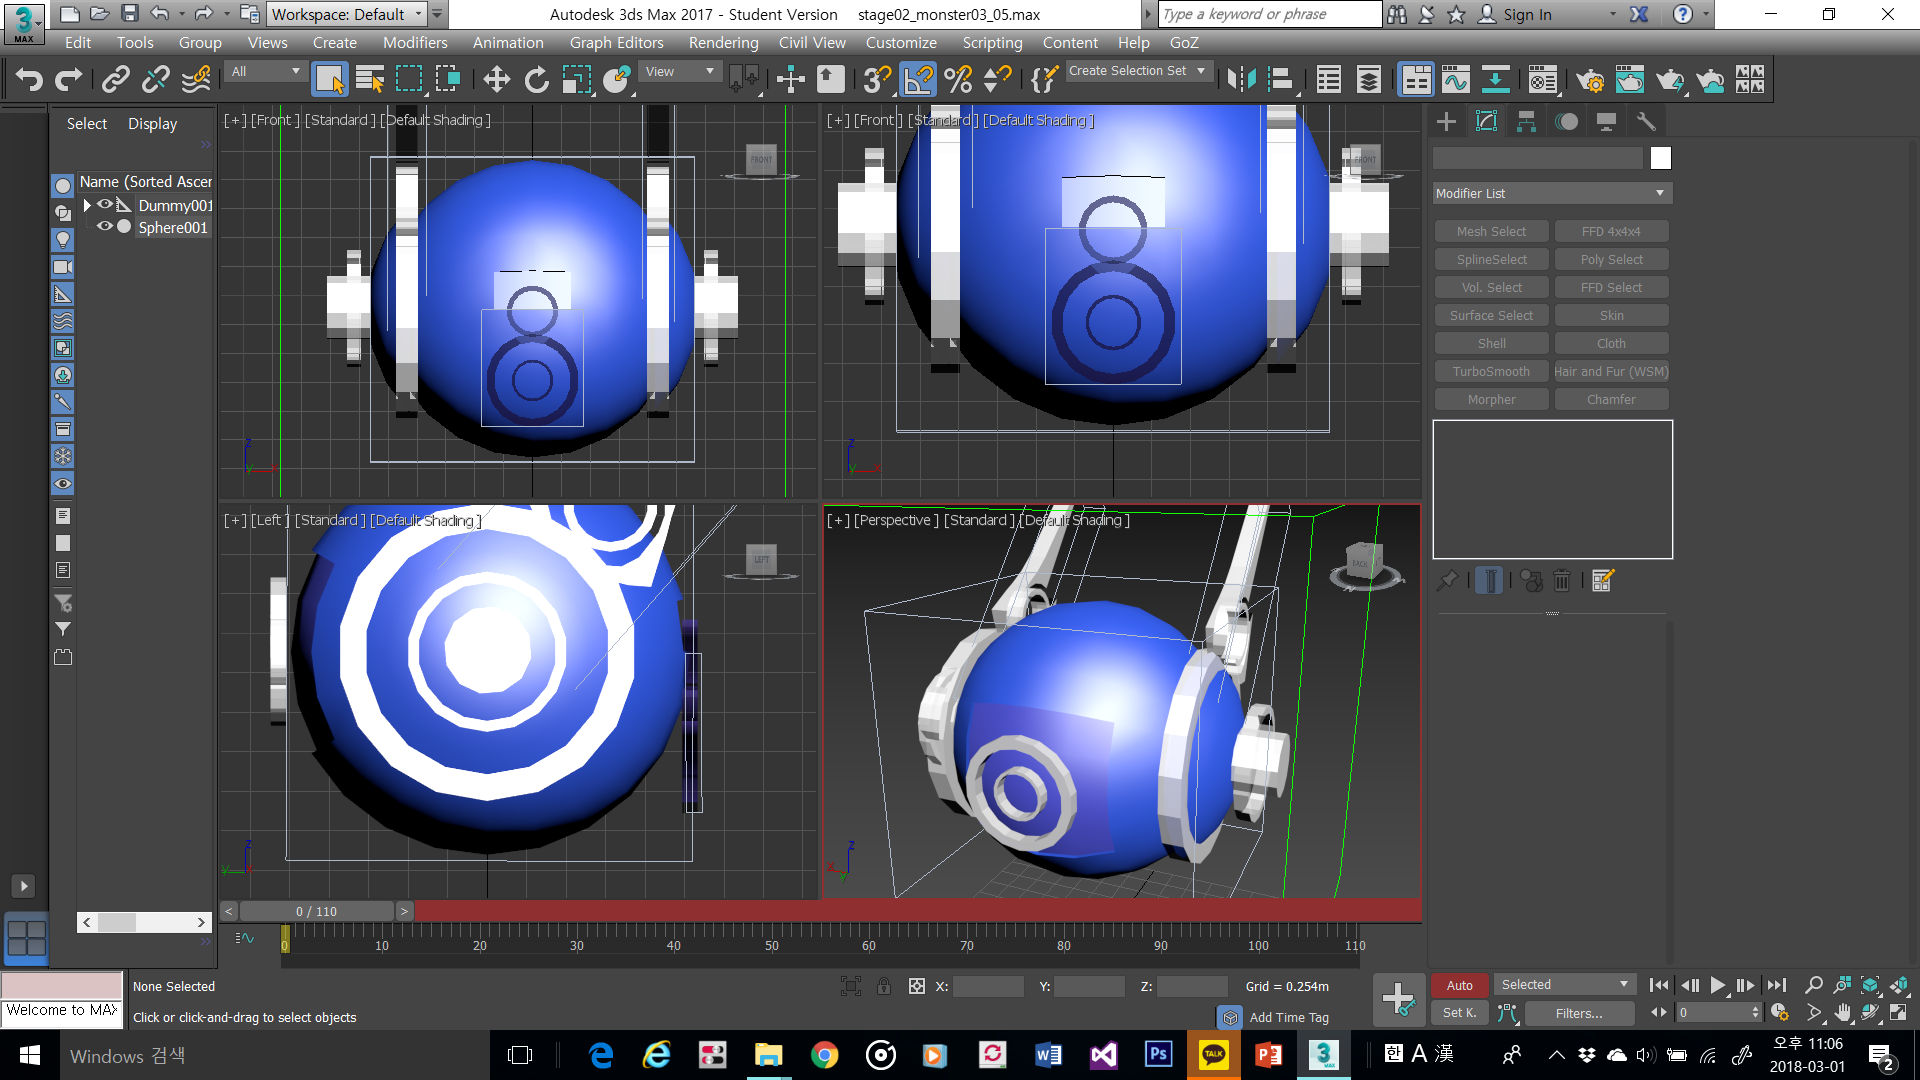 Workspace: Default
Autodesk 3ds Max 2017 - Student Version    stage02_monster03_05.max
Type a keyword or phrase
Sign In
MAX
Edit Tools Group Views Create Modifiers Animation Graph Editors Rendering Civil View Customize Scripting Content Help GoZ
All
View
Create Selection Set
Select Display
Name (Sorted Ascer
Dummy001
Sphere001
[+] [Front ] [Standard ] [Default Shading ]
FRONT
[+] [Front ] [Standard ] [Default Shading ]
FRONT
[+] [Left ] [Standard ] [Default Shading ]
LEFT
[+] [Perspective ] [Standard ] [Default Shading ]
BACK
Modifier List
Mesh Select FFD 4x4x4
SplineSelect Poly Select
Vol. Select FFD Select
Surface Select Skin
Shell Cloth
TurboSmooth Hair and Fur (WSM)
Morpher Chamfer
0 / 110
0 10 20 30 40 50 60 70 80 90 100 110
None Selected
X: Y: Z: Grid = 0.254m
Auto Selected
Welcome to MAX
Click or click-and-drag to select objects
Add Time Tag
Set K. Filters... 0
Windows 검색
TALK
한 A 漢
오후 11:06
2018-03-01
2